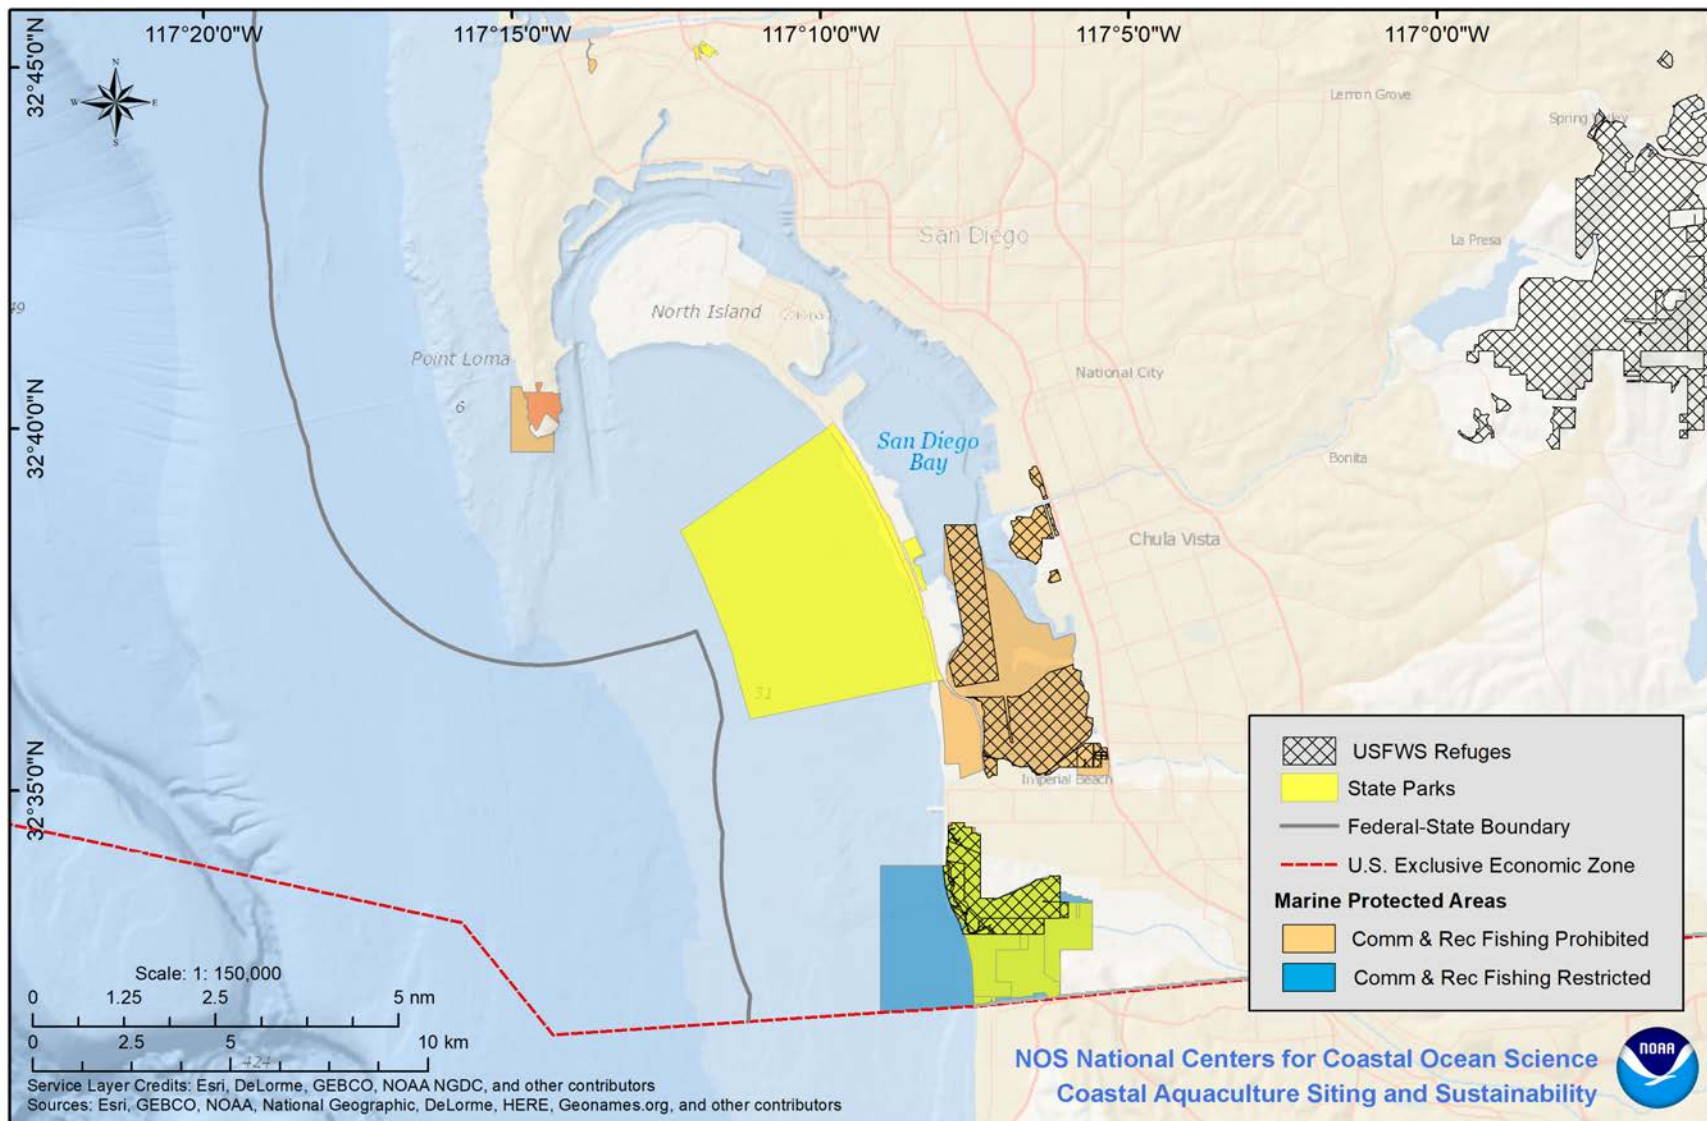 117°20'0"W
117°15'0"W
117°10'0"W
117°5'0"W
117°0'0"W
32°45'0"N
32°40'0"N
32°35'0"N
N
W E
S
Lemon Grove
Spring Valley
San Diego
La Presa
North Island
49
Point Loma
National City
6
San Diego
Bay
Bonita
Chula Vista
31
Imperial Beach
USFWS Refuges
State Parks
Federal-State Boundary
U.S. Exclusive Economic Zone
Marine Protected Areas
Comm & Rec Fishing Prohibited
Comm & Rec Fishing Restricted
Scale: 1: 150,000
0 1.25 2.5 5 nm
0 2.5 5 10 km
424
Service Layer Credits: Esri, DeLorme, GEBCO, NOAA NGDC, and other contributors
Sources: Esri, GEBCO, NOAA, National Geographic, DeLorme, HERE, Geonames.org, and other contributors
NOS National Centers for Coastal Ocean Science
Coastal Aquaculture Siting and Sustainability
NOAA